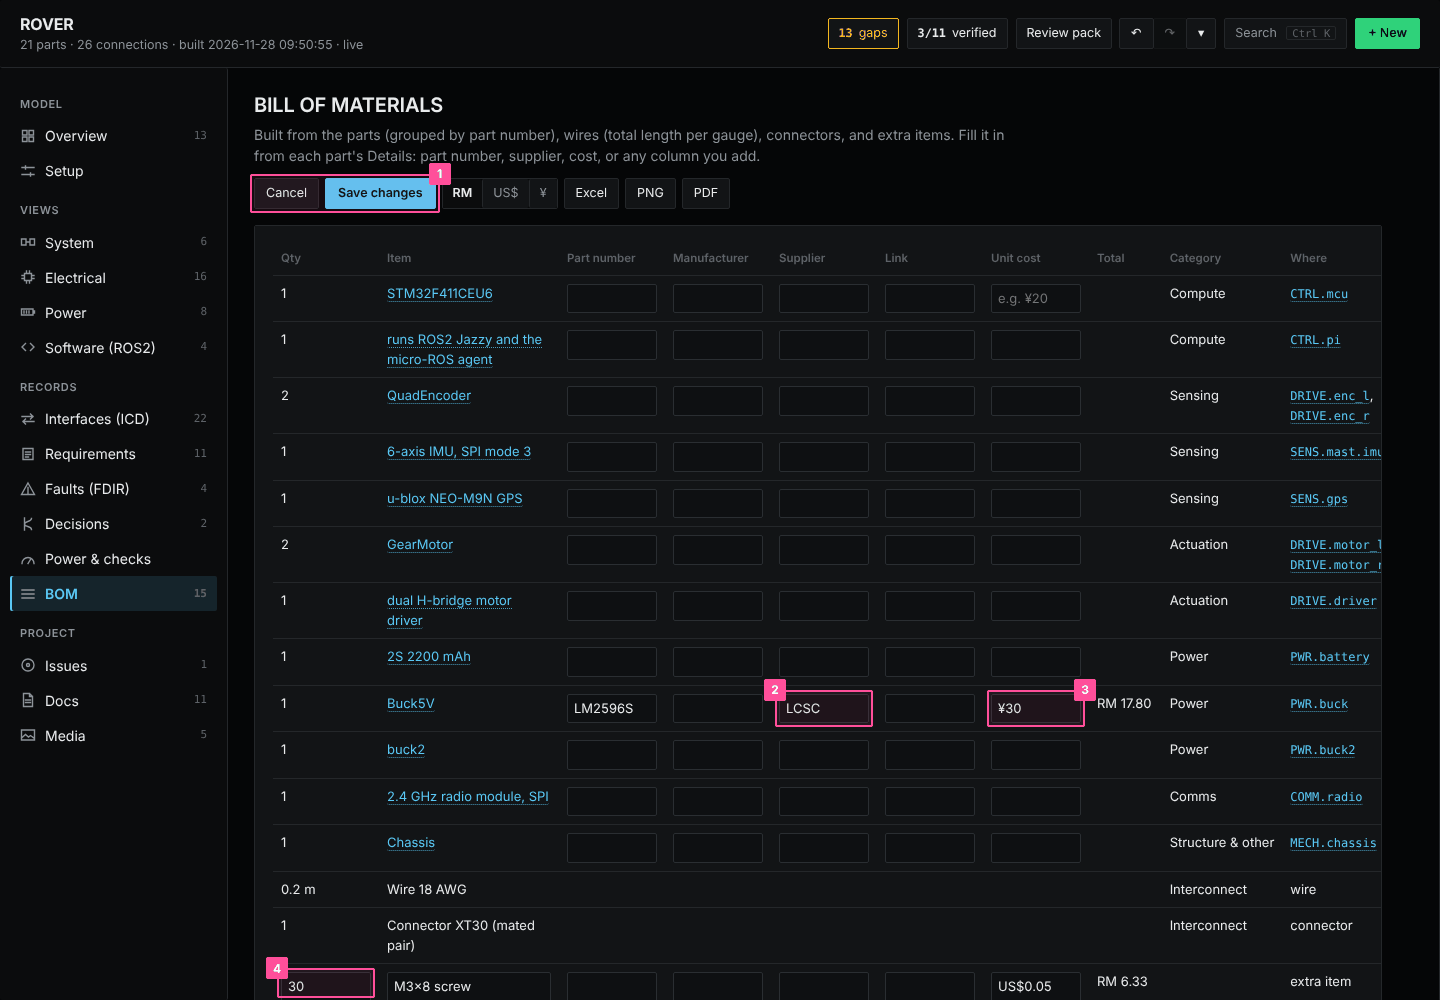 ROVER
21 parts · 26 connections · built 2026-11-28 09:50:55 · live
13 gaps
3/11 verified
Review pack
Search Ctrl K
+ New
MODEL
Overview 13
Setup
VIEWS
System 6
Electrical 16
Power 8
Software (ROS2) 4
RECORDS
Interfaces (ICD) 22
Requirements 11
Faults (FDIR) 4
Decisions 2
Power & checks
BOM 15
PROJECT
Issues 1
Docs 11
Media 5
BILL OF MATERIALS
Built from the parts (grouped by part number), wires (total length per gauge), connectors, and extra items. Fill it in
from each part's Details: part number, supplier, cost, or any column you add.
1
Cancel Save changes RM US$ ¥ Excel PNG PDF
Qty Item Part number Manufacturer Supplier Link Unit cost Total Category Where
1 STM32F411CEU6 e.g. ¥20 Compute CTRL.mcu
1 runs ROS2 Jazzy and the Compute CTRL.pi
micro-ROS agent
2 QuadEncoder Sensing DRIVE.enc_l,
DRIVE.enc_r
1 6-axis IMU, SPI mode 3 Sensing SENS.mast.imu
1 u-blox NEO-M9N GPS Sensing SENS.gps
2 GearMotor Actuation DRIVE.motor_l
DRIVE.motor_r
1 dual H-bridge motor Actuation DRIVE.driver
driver
1 2S 2200 mAh Power PWR.battery
2 3
1 Buck5V LM2596S LCSC ¥30 RM 17.80 Power PWR.buck
1 buck2 Power PWR.buck2
1 2.4 GHz radio module, SPI Comms COMM.radio
1 Chassis Structure & other MECH.chassis
0.2 m Wire 18 AWG Interconnect wire
1 Connector XT30 (mated Interconnect connector
pair)
4
30 M3×8 screw US$0.05 RM 6.33 extra item